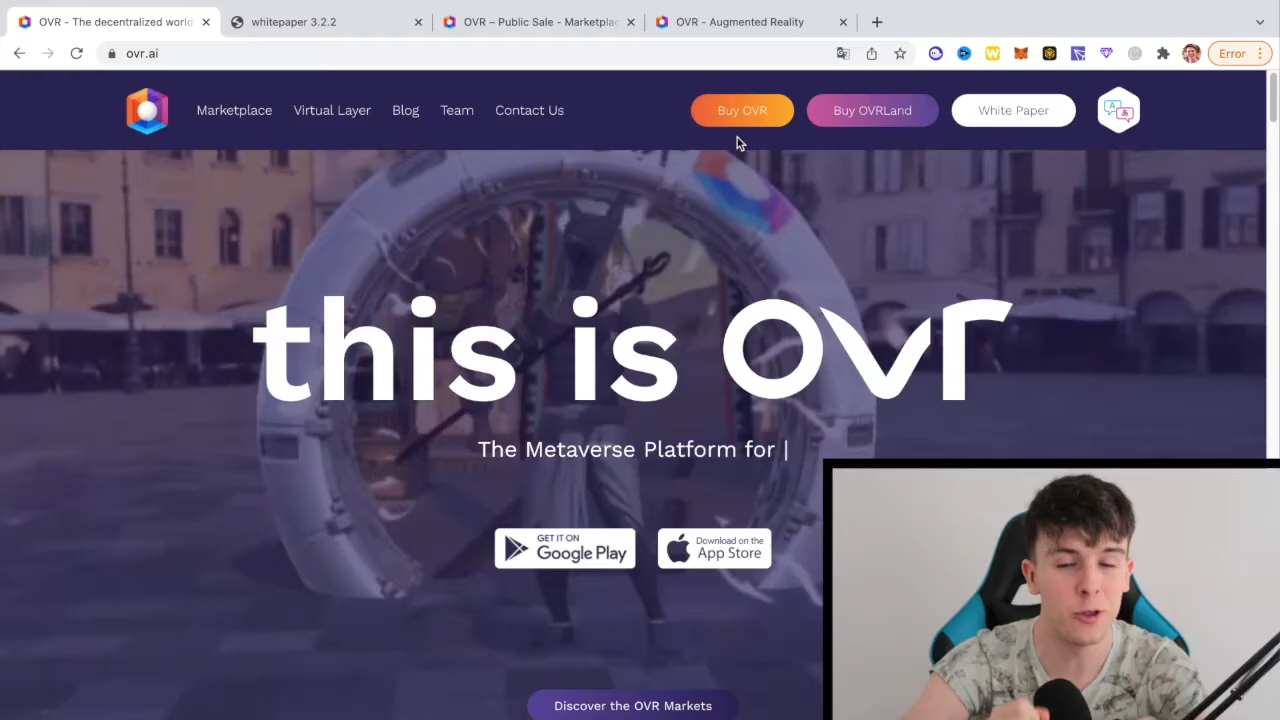 OVR - The decentralized world
whitepaper 3.2.2
OVR – Public Sale - Marketplac
OVR - Augmented Reality
ovr.ai
Error
Marketplace
Virtual Layer
Blog
Team
Contact Us
Buy OVR
Buy OVRLand
White Paper
this is ovr
The Metaverse Platform for |
GET IT ON
Google Play
Download on the
App Store
Discover the OVR Markets